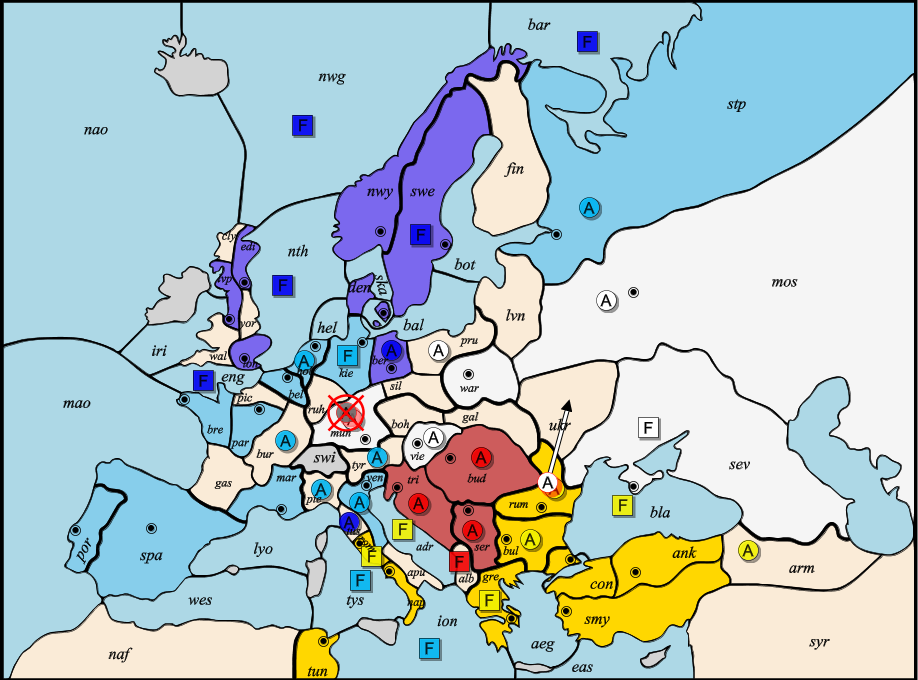 bar
F
nwg
stp
nao
F
fin
nwy
swe
A
F
cly
edi
nth
bot
mos
ska
den
F
lvp
A
lvn
yor
hel
bal
iri
wal
A
F
kie
ber
A
A
pru
lon
war
eng
F
bel
sil
mao
pic
ruh
gal
ukr
bre
par
A
bur
mun
boh
A
F
vie
swi
tyr
A
bud
A
sev
gas
mar
pie
A
ven
tri
A
A
rum
bla
F
por
spa
lyo
A
A
F
A
bul
A
tus
rom
F
adr
ser
ank
arm
F
alb
apu
gre
con
wes
F
tys
nap
F
smy
ion
syr
naf
F
aeg
tun
eas